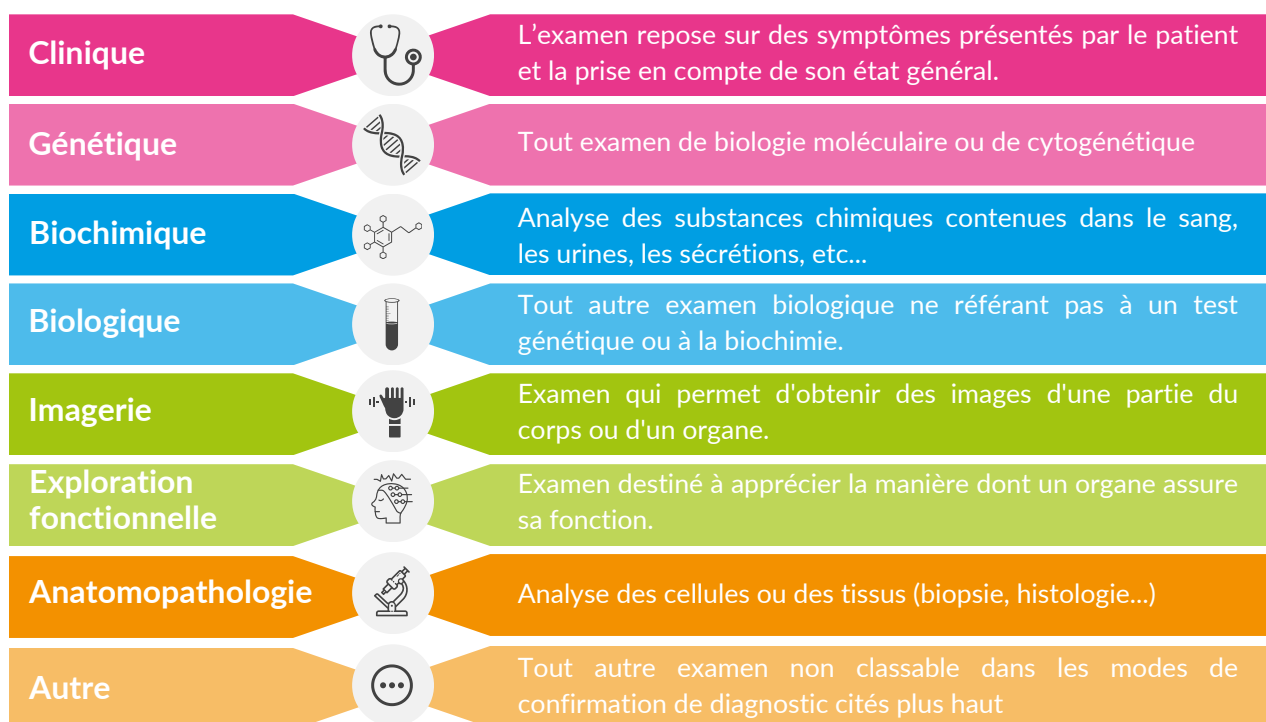 Clinique
L’examen repose sur des symptômes présentés par le patient
et la prise en compte de son état général.
Génétique
Tout examen de biologie moléculaire ou de cytogénétique
Biochimique
Analyse des substances chimiques contenues dans le sang,
les urines, les sécrétions, etc...
Biologique
Tout autre examen biologique ne référant pas à un test
génétique ou à la biochimie.
Imagerie
Examen qui permet d'obtenir des images d'une partie du
corps ou d'un organe.
Exploration
fonctionnelle
Examen destiné à apprécier la manière dont un organe assure
sa fonction.
Anatomopathologie
Analyse des cellules ou des tissus (biopsie, histologie...)
Autre
Tout autre examen non classable dans les modes de
confirmation de diagnostic cités plus haut